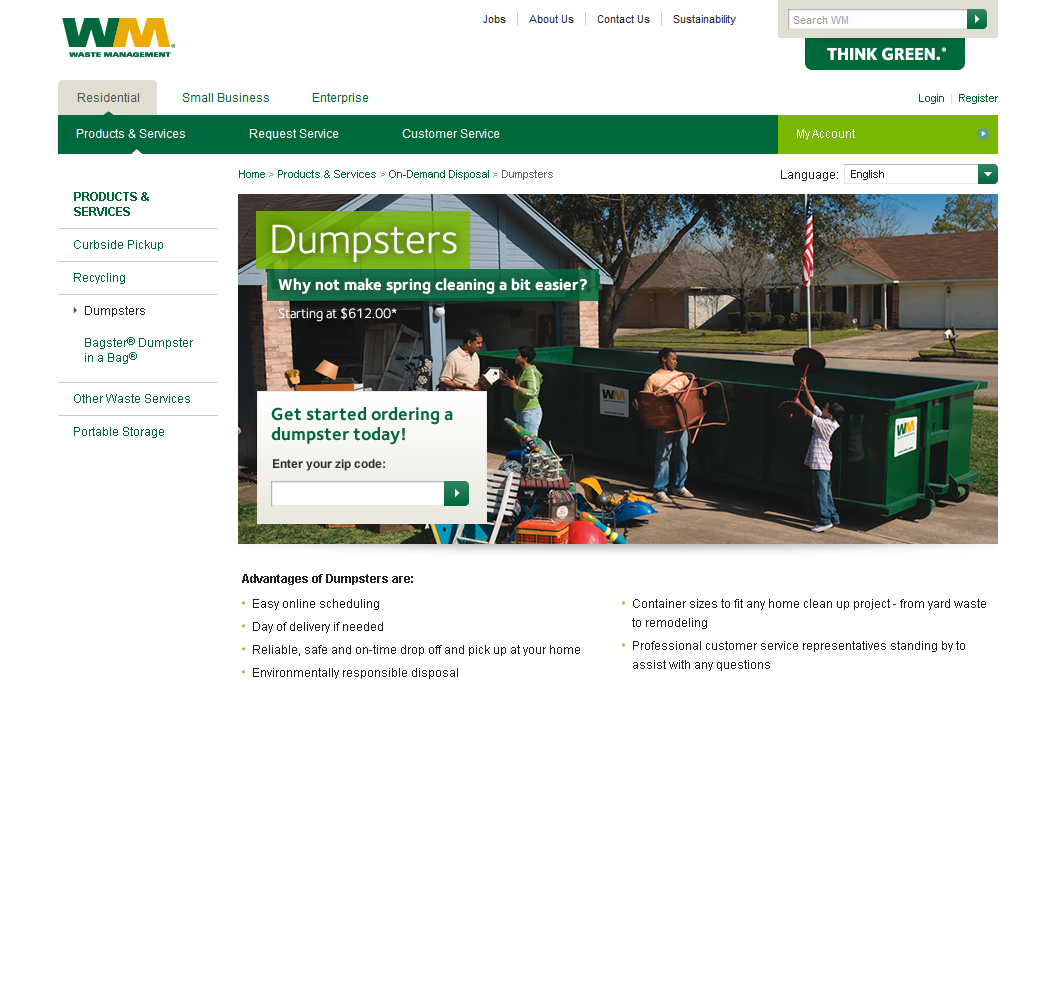 WM
WASTE MANAGEMENT
Jobs
About Us
Contact Us
Sustainability
Search WM
THINK GREEN.®
Residential
Small Business
Enterprise
Login | Register
Products & Services
Request Service
Customer Service
My Account
Home > Products & Services > On-Demand Disposal > Dumpsters
Language: English
PRODUCTS &
SERVICES
Curbside Pickup
Recycling
Dumpsters
Bagster® Dumpster
in a Bag®
Other Waste Services
Portable Storage
Dumpsters
Why not make spring cleaning a bit easier?
Starting at $612.00*
WM
WM
Get started ordering a
dumpster today!
Enter your zip code:
Advantages of Dumpsters are:
• Easy online scheduling
• Day of delivery if needed
• Reliable, safe and on-time drop off and pick up at your home
• Environmentally responsible disposal
• Container sizes to fit any home clean up project - from yard waste
to remodeling
• Professional customer service representatives standing by to
assist with any questions